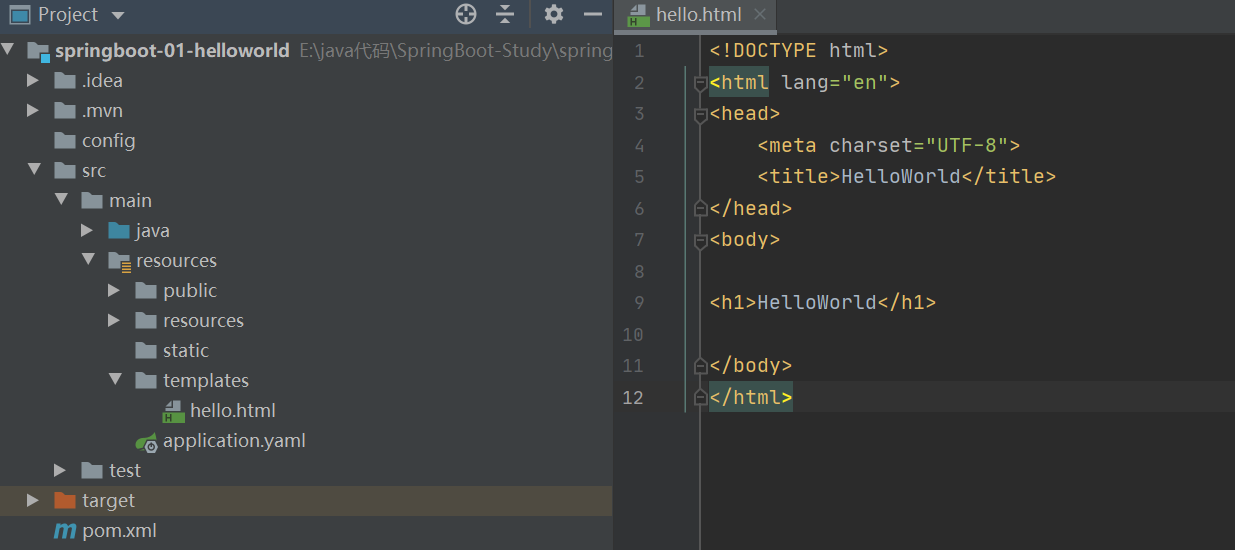 Project
springboot-01-helloworld E:\java代码\SpringBoot-Study\spring
.idea
.mvn
config
src
main
java
resources
public
resources
static
templates
hello.html
application.yaml
test
target
pom.xml
hello.html
1 <!DOCTYPE html>
2 <html lang="en">
3 <head>
4 <meta charset="UTF-8">
5 <title>HelloWorld</title>
6 </head>
7 <body>
8
9 <h1>HelloWorld</h1>
10
11 </body>
12 </html>